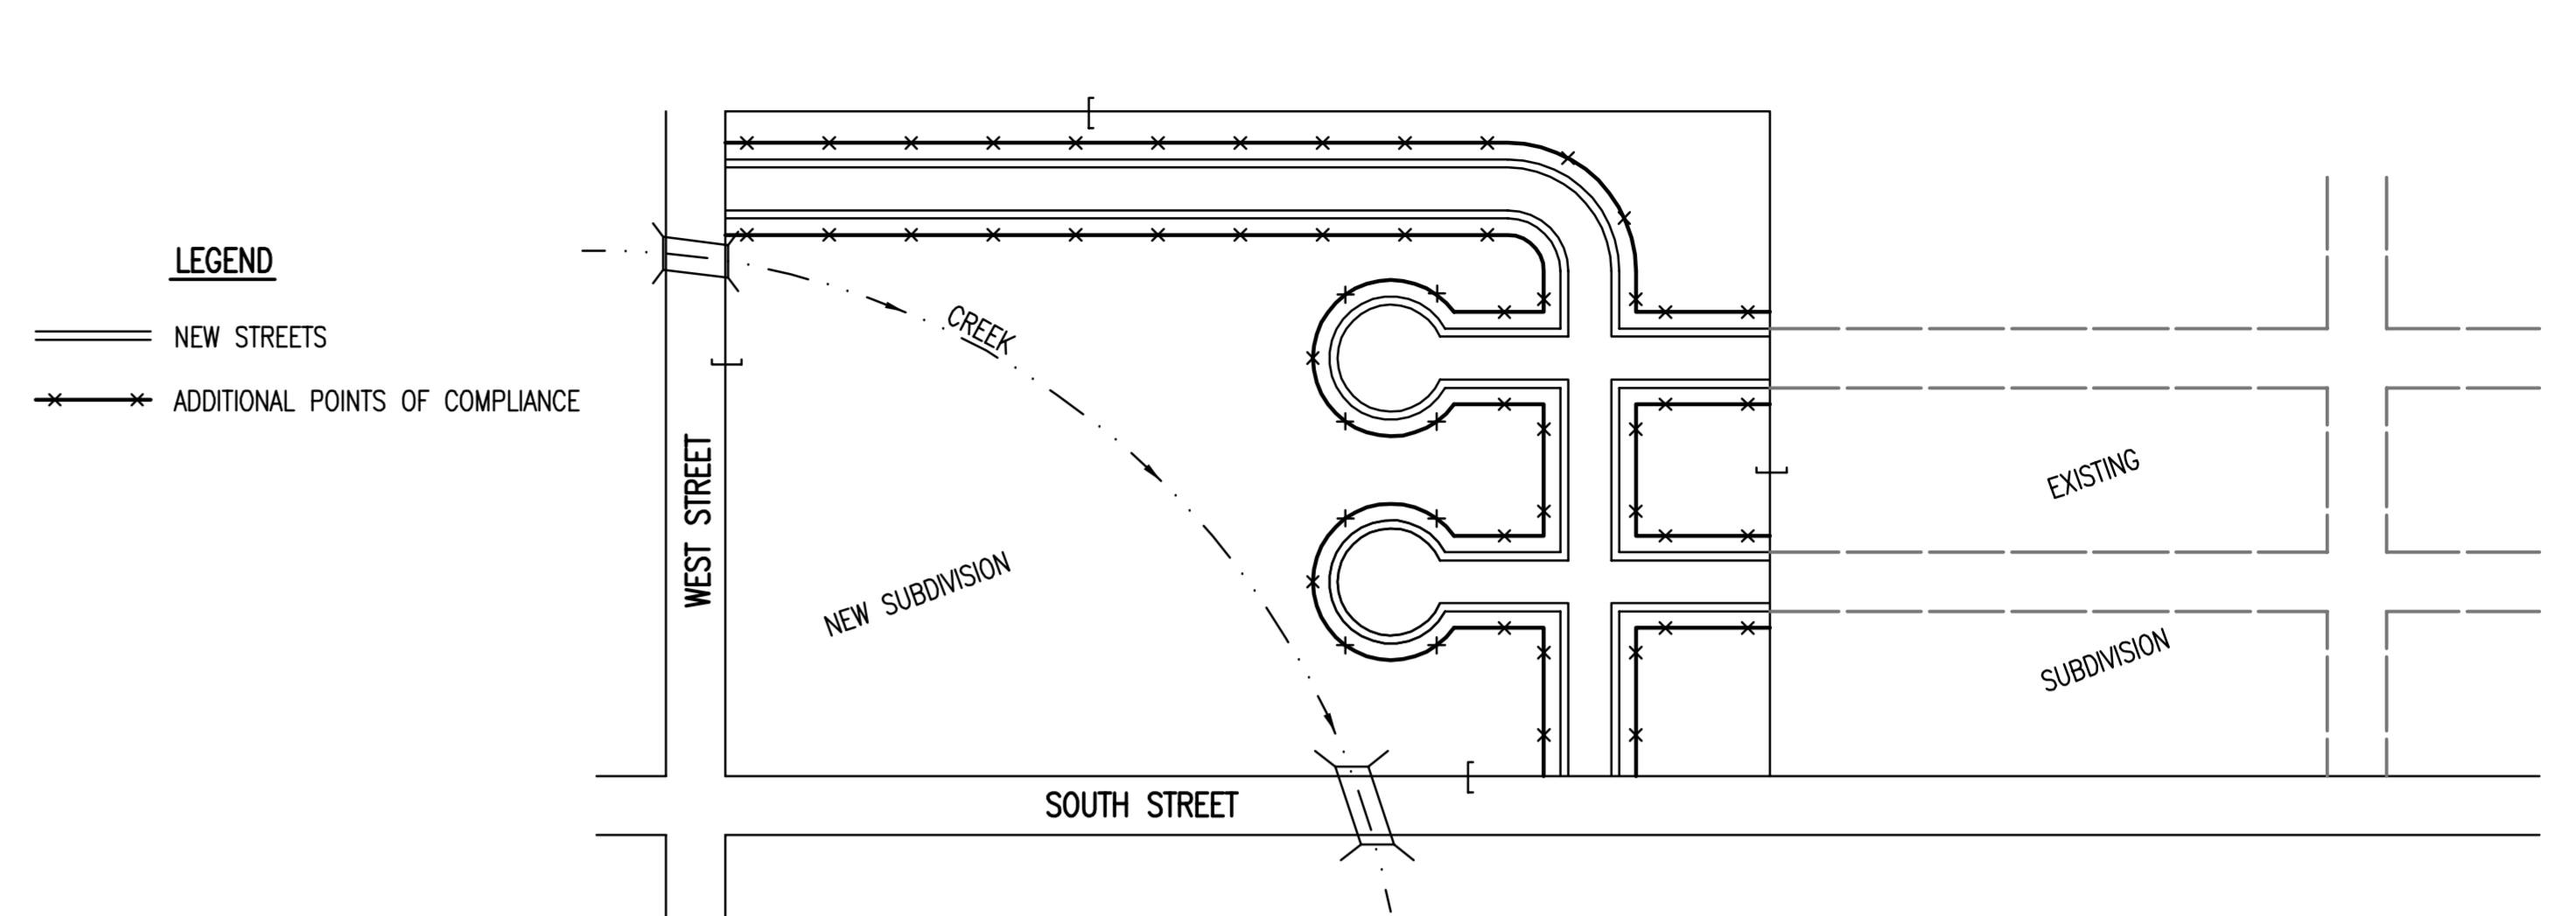 LEGEND
NEW STREETS
ADDITIONAL POINTS OF COMPLIANCE
CREEK
WEST STREET
NEW SUBDIVISION
SOUTH STREET
EXISTING
SUBDIVISION